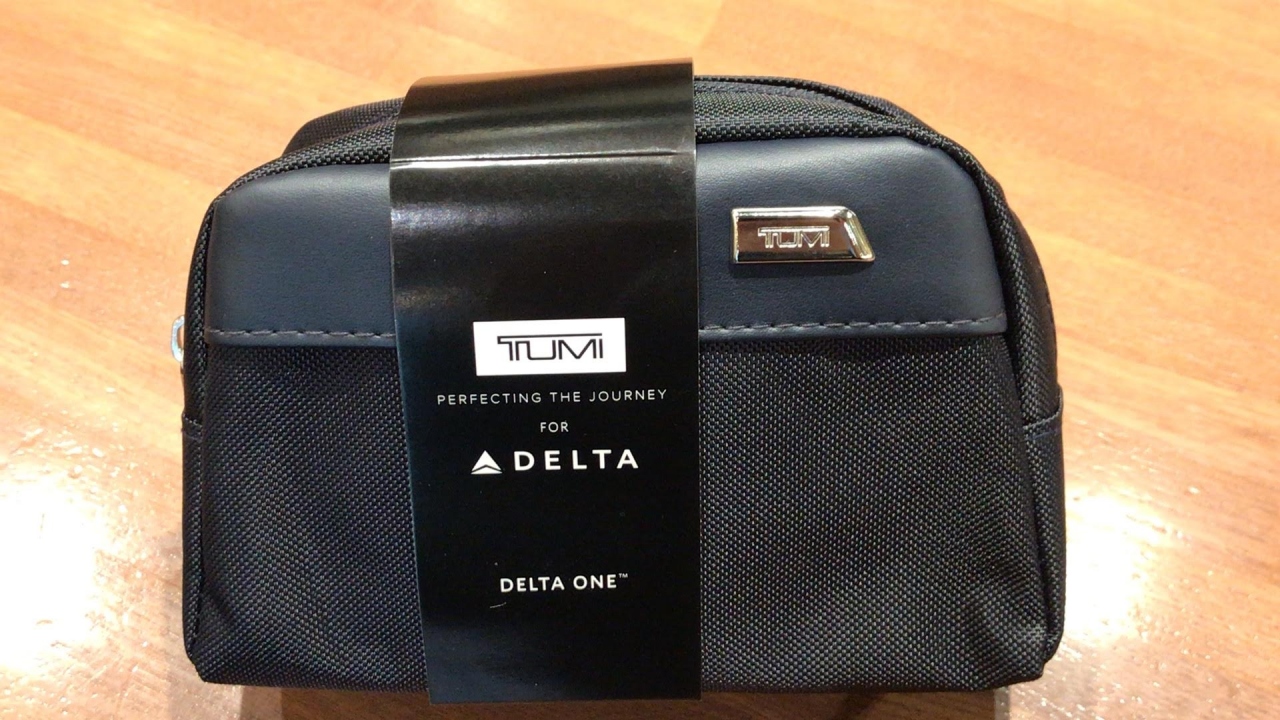 TUMI
TUMI
PERFECTING THE JOURNEY
FOR
DELTA
DELTA ONE™